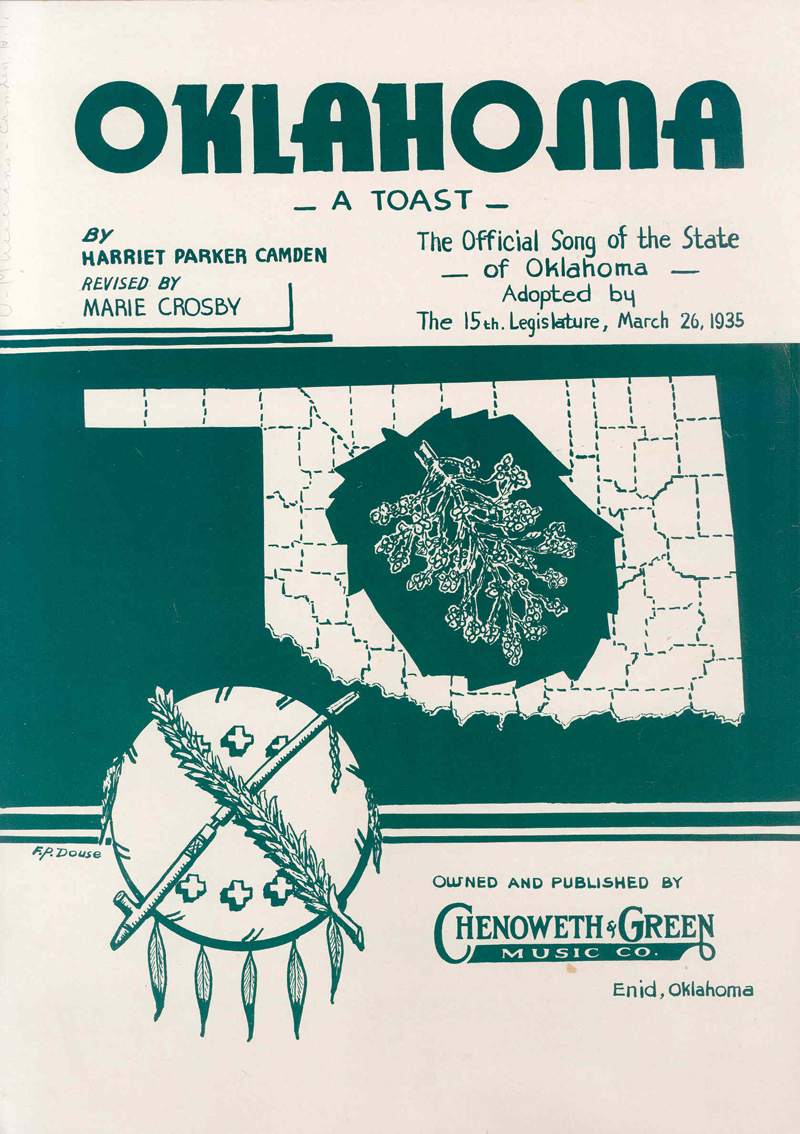 OKLAHOMA
— A TOAST —
BY
HARRIET PARKER CAMDEN
REVISED BY
MARIE CROSBY
The Official Song of the State
— of Oklahoma —
Adopted by
The 15th. Legislature, March 26, 1935
F.P. Douse
OWNED AND PUBLISHED BY
CHENOWETH & GREEN
MUSIC CO.
Enid, Oklahoma